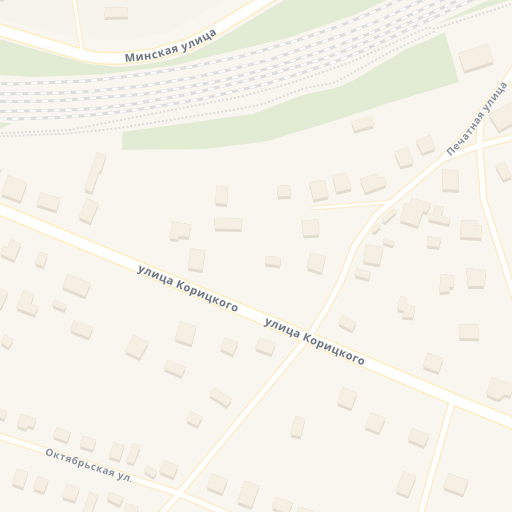 Минская улица
Печатная улица
улица Корицкого
улица Корицкого
Октябрьская ул.